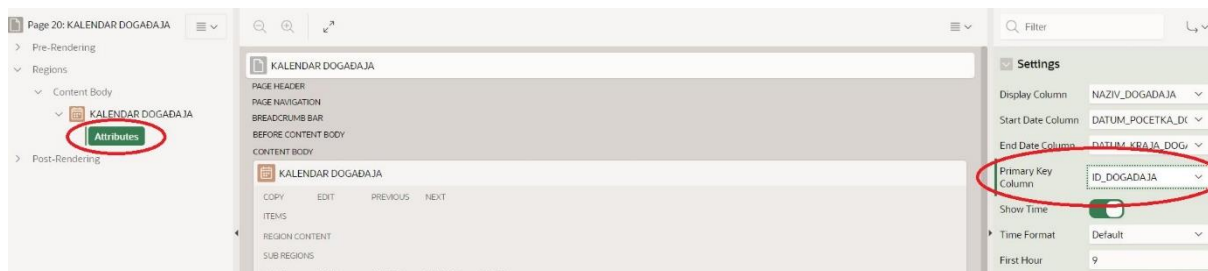 Page 20: KALENDAR DOGAĐAJA
Pre-Rendering
Regions
Content Body
KALENDAR DOGAĐAJA
Attributes
Post-Rendering
KALENDAR DOGAĐAJA
PAGE HEADER
PAGE NAVIGATION
BREADCRUMB BAR
BEFORE CONTENT BODY
CONTENT BODY
KALENDAR DOGAĐAJA
COPY EDIT PREVIOUS NEXT
ITEMS
REGION CONTENT
SUB REGIONS
Filter
Settings
Display Column NAZIV_DOGADAJA
Start Date Column DATUM_POCETKA_DO
End Date Column DATUM_KRAJA_DOG
Primary Key
Column ID_DOGADAJA
Show Time
Time Format Default
First Hour 9